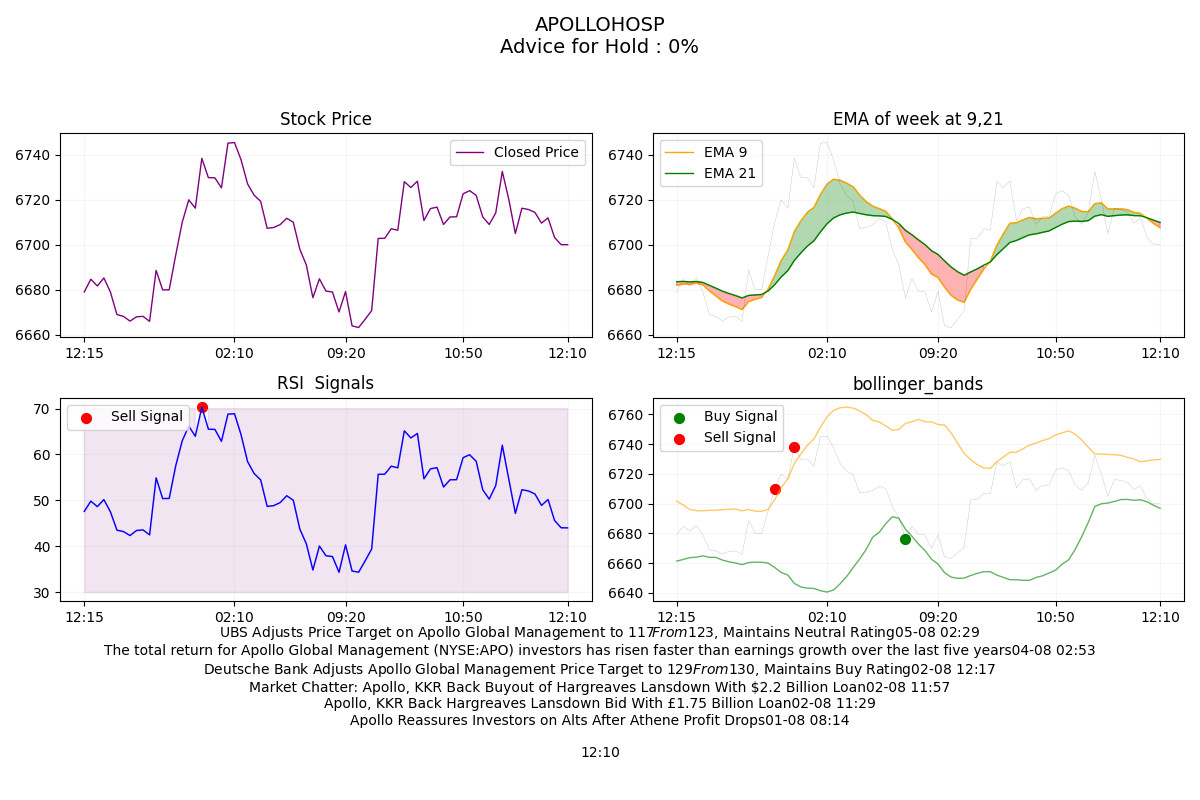 APOLLOHOSP
Advice for Hold : 0%
Stock Price
6740
6720
6700
6680
6660
Closed Price
12:15 02:10 09:20 10:50 12:10
EMA of week at 9,21
6740
6720
6700
6680
6660
EMA 9
EMA 21
12:15 02:10 09:20 10:50 12:10
RSI Signals
70
60
50
40
30
Sell Signal
12:15 02:10 09:20 10:50 12:10
bollinger_bands
6760
6740
6720
6700
6680
6660
6640
Buy Signal
Sell Signal
12:15 02:10 09:20 10:50 12:10
UBS Adjusts Price Target on Apollo Global Management to 117From123, Maintains Neutral Rating05-08 02:29
The total return for Apollo Global Management (NYSE:APO) investors has risen faster than earnings growth over the last five years04-08 02:53
Deutsche Bank Adjusts Apollo Global Management Price Target to 129From130, Maintains Buy Rating02-08 12:17
Market Chatter: Apollo, KKR Back Buyout of Hargreaves Lansdown With $2.2 Billion Loan02-08 11:57
Apollo, KKR Back Hargreaves Lansdown Bid With £1.75 Billion Loan02-08 11:29
Apollo Reassures Investors on Alts After Athene Profit Drops01-08 08:14
12:10